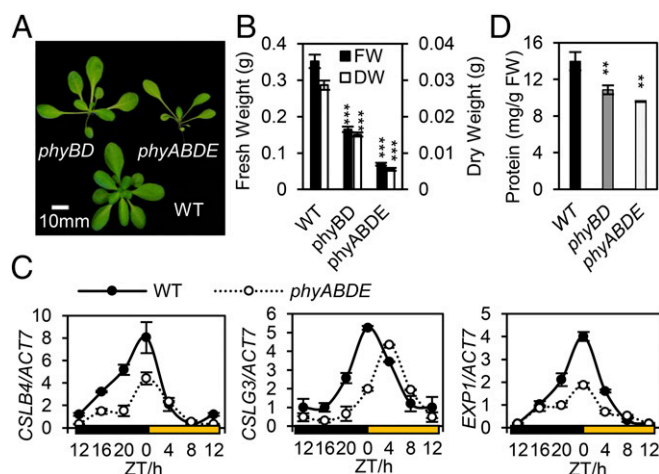 A
phyBD
phyABDE
WT
10mm
B
Fresh Weight (g)
0.4
0.3
0.2
0.1
0
FW
DW
***
***
***
***
0.04
0.03
0.02
0.01
0
Dry Weight (g)
WT
phyBD
phyABDE
D
Protein (mg/g FW)
16
12
8
4
0
**
**
WT
phyBD
phyABDE
C
WT
phyABDE
CSLB4/ACT7
10
8
6
4
2
0
12 16 20 0 4 8 12
ZT/h
CSLG3/ACT7
6
5
4
3
2
1
0
12 16 20 0 4 8 12
ZT/h
EXP1/ACT7
5
4
3
2
1
0
12 16 20 0 4 8 12
ZT/h